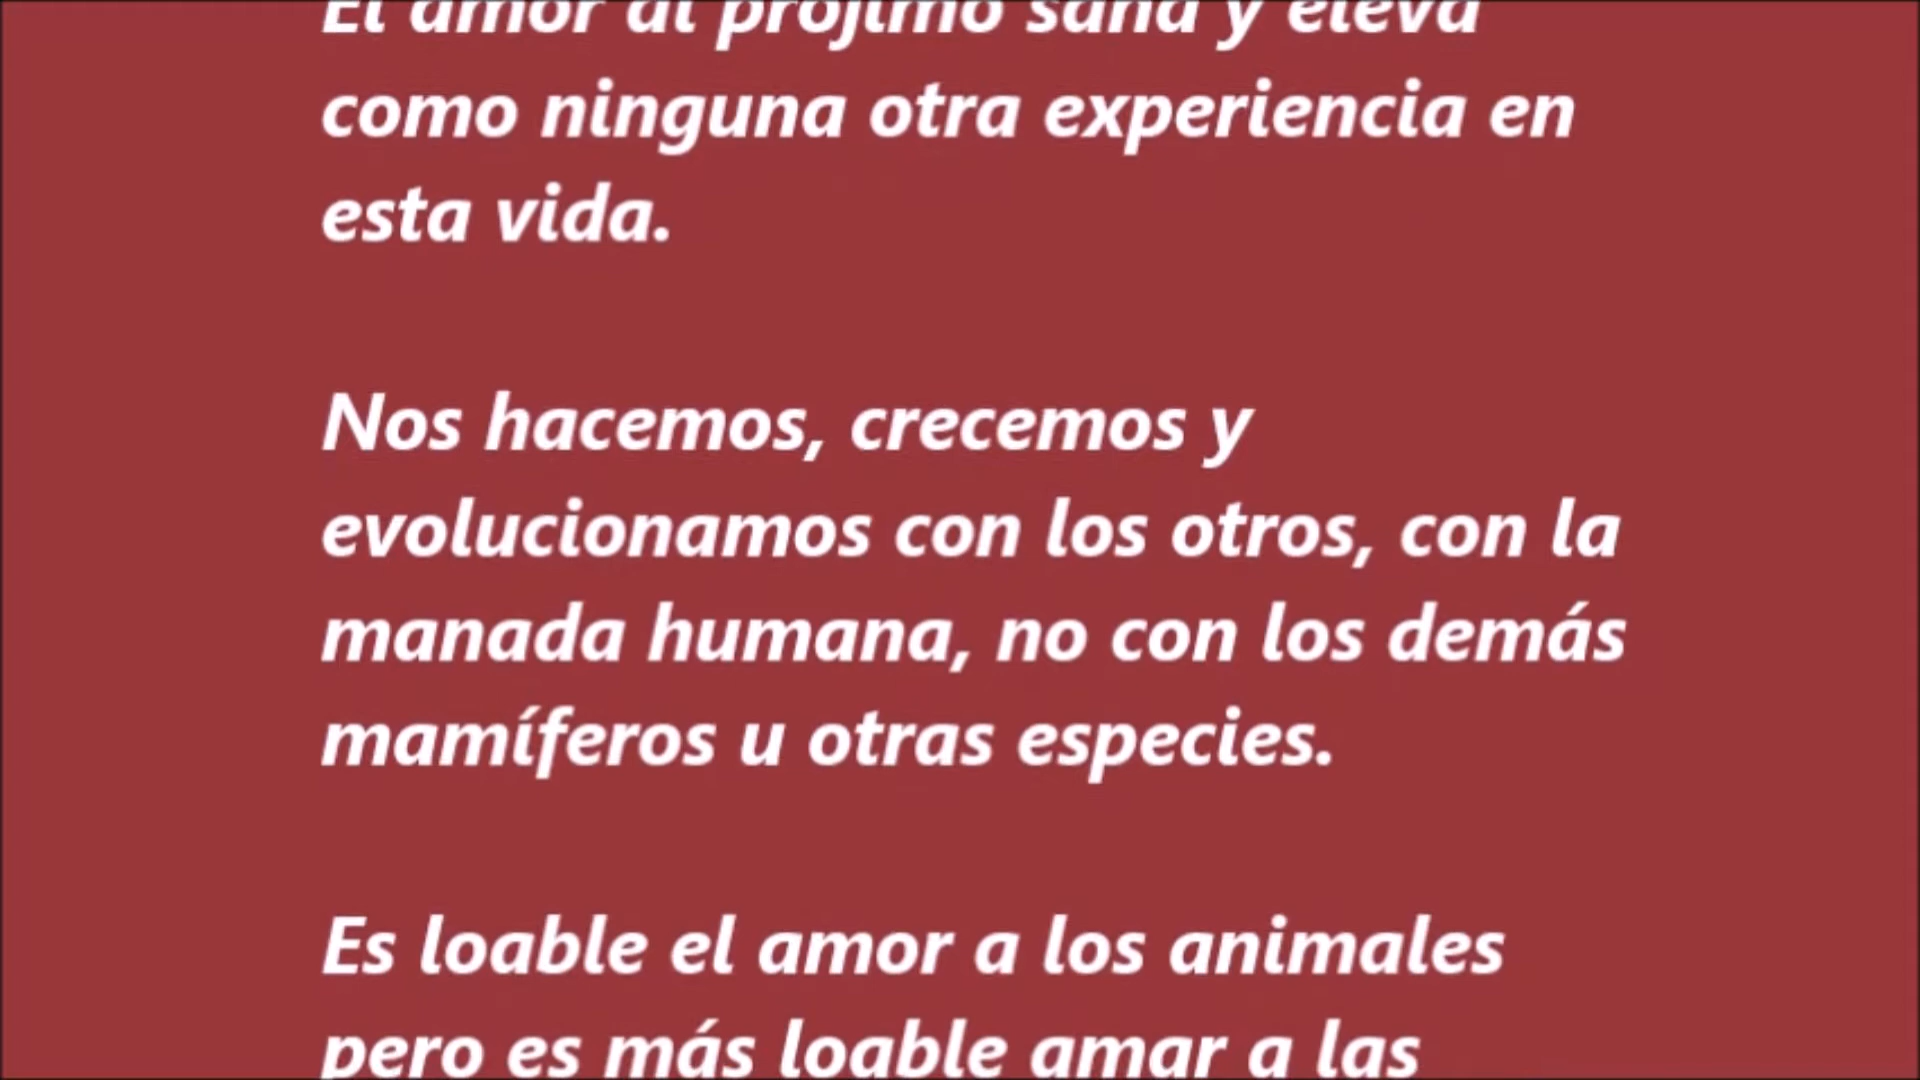 El amor al prójimo sana y eleva
como ninguna otra experiencia en
esta vida.
Nos hacemos, crecemos y
evolucionamos con los otros, con la
manada humana, no con los demás
mamíferos u otras especies.
Es loable el amor a los animales
pero es más loable amar a las